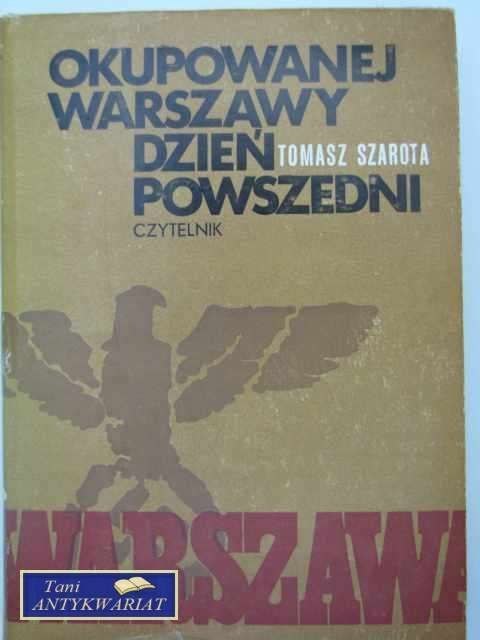 OKUPOWANEJ
WARSZAWY
DZIEŃ TOMASZ SZAROTA
POWSZEDNI
CZYTELNIK
WARSZAWA
Tani
ANTYKWARIAT